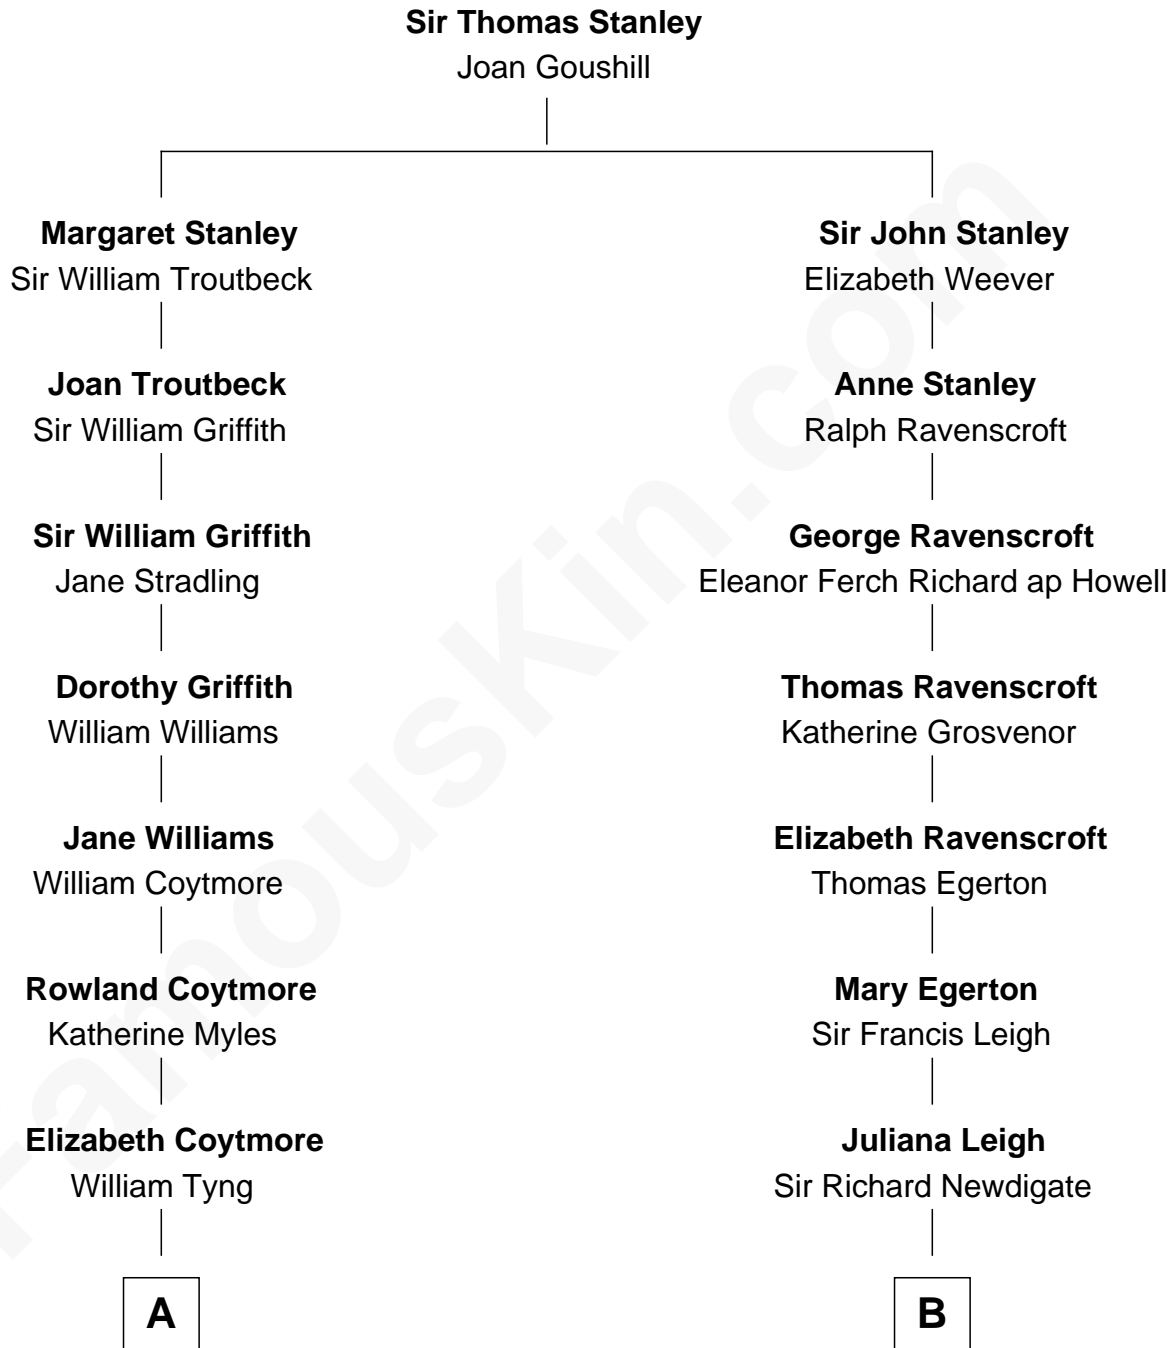 Sir Thomas Stanley
Joan Goushill
Margaret Stanley
Sir William Troutbeck
Sir John Stanley
Elizabeth Weever
Joan Troutbeck
Sir William Griffith
Anne Stanley
Ralph Ravenscroft
Sir William Griffith
Jane Stradling
George Ravenscroft
Eleanor Ferch Richard ap Howell
Dorothy Griffith
William Williams
Thomas Ravenscroft
Katherine Grosvenor
Jane Williams
William Coytmore
Elizabeth Ravenscroft
Thomas Egerton
Rowland Coytmore
Katherine Myles
Mary Egerton
Sir Francis Leigh
Elizabeth Coytmore
William Tyng
Juliana Leigh
Sir Richard Newdigate
A
B
FamousKin.com